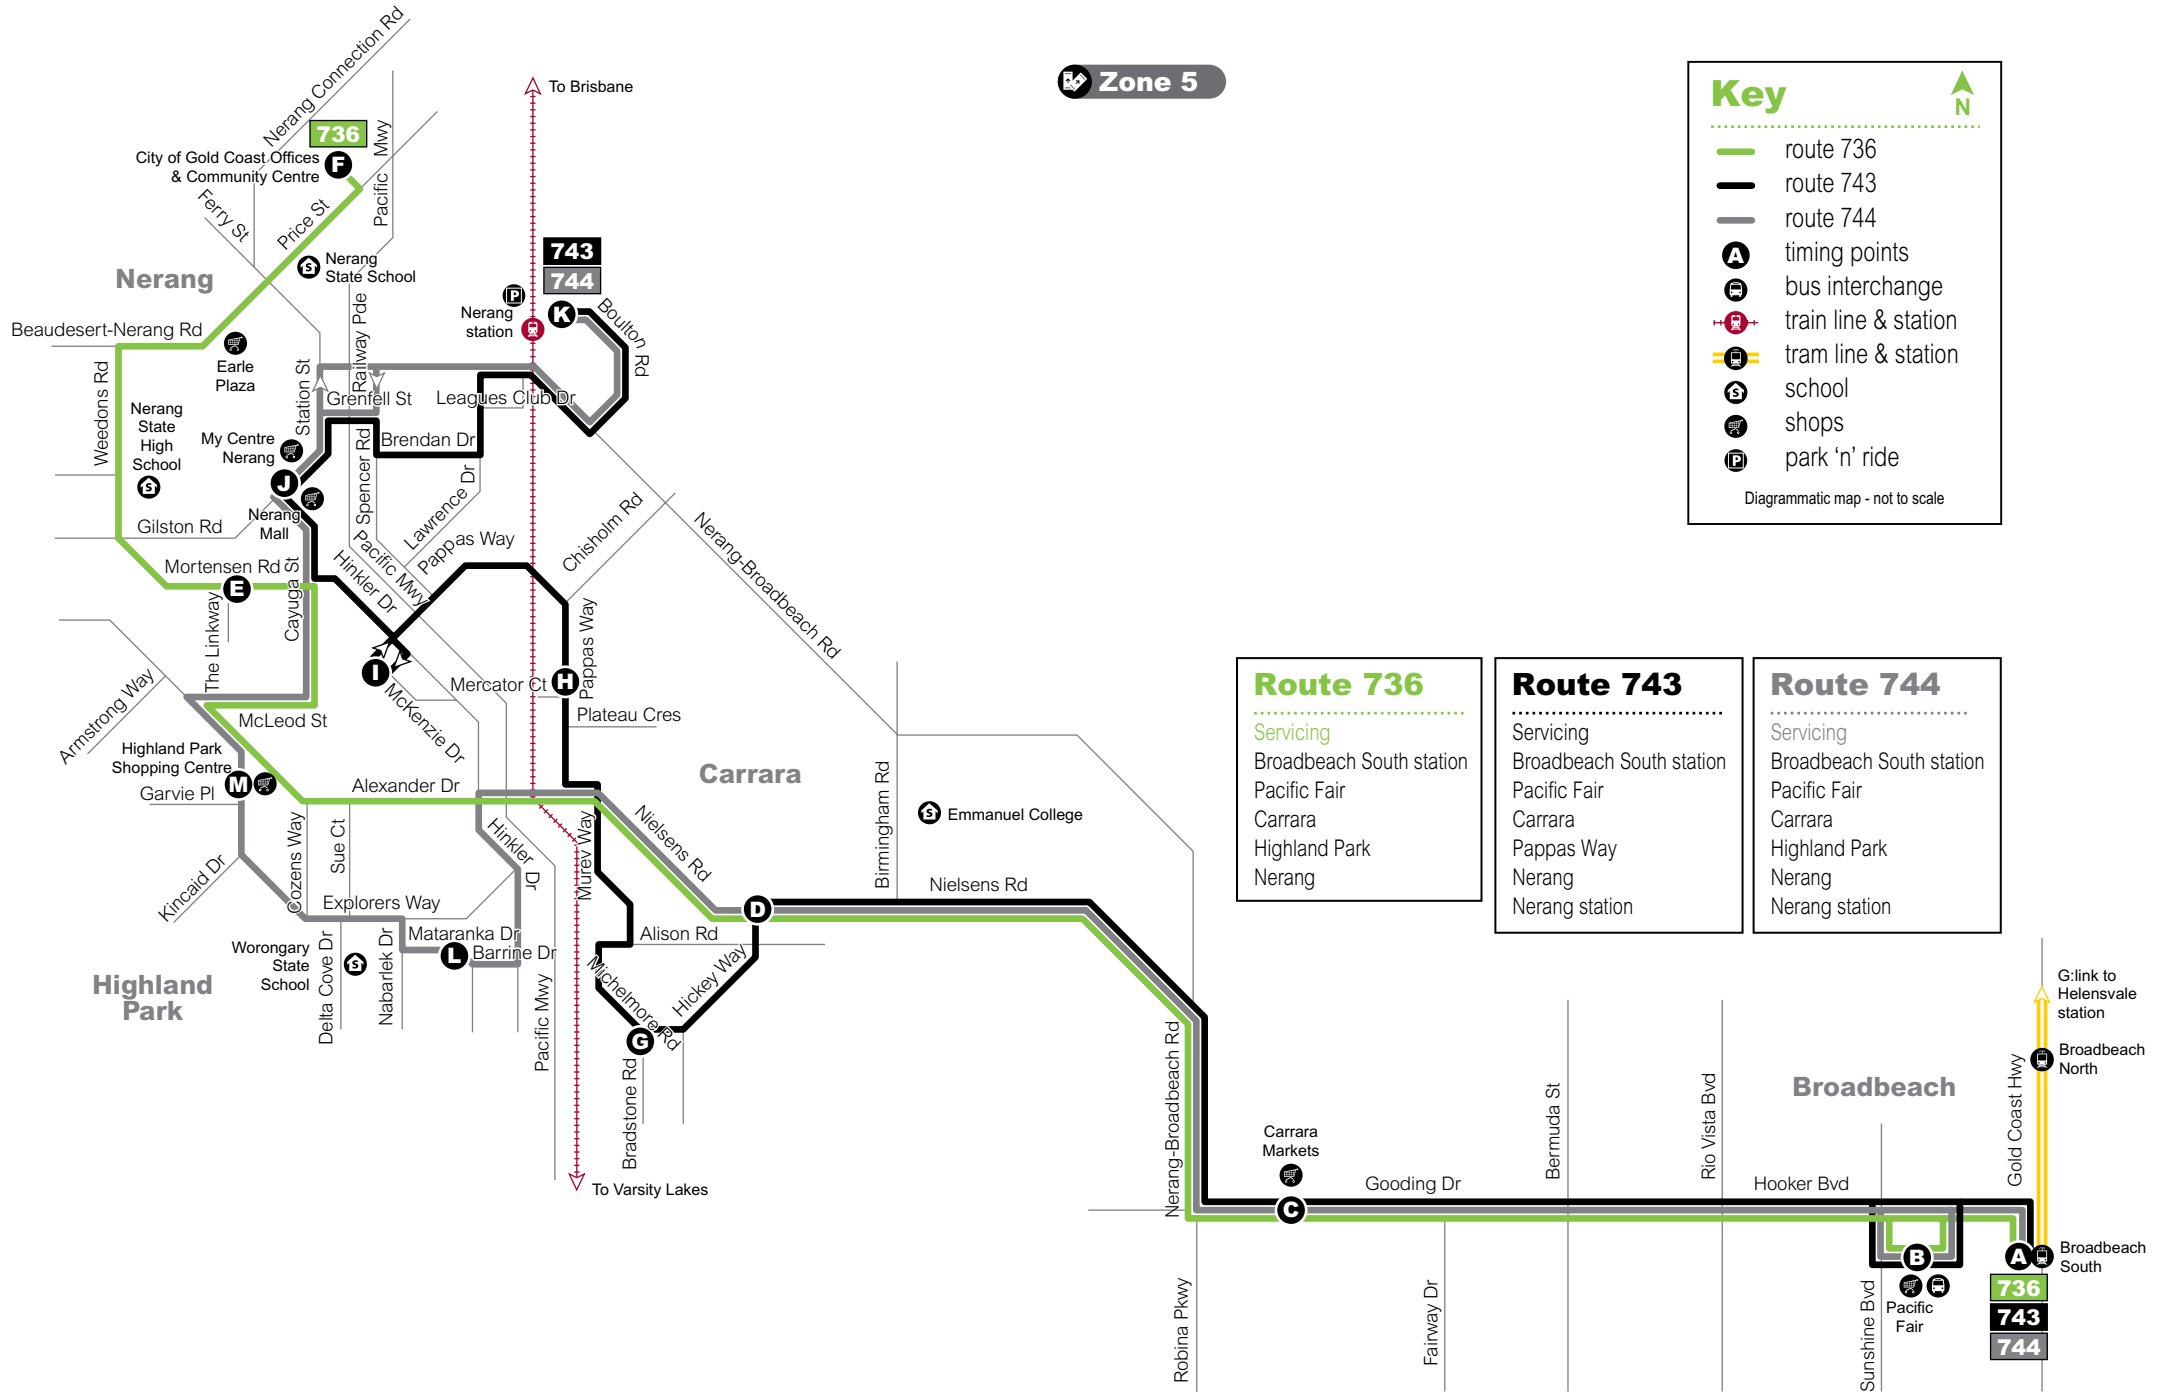 Nerang Connection Rd
To Brisbane
Zone 5
Key
N
route 736
route 743
route 744
A
timing points
bus interchange
train line & station
tram line & station
S
school
shops
P
park ‘n’ ride
Diagrammatic map - not to scale
736
City of Gold Coast Offices
& Community Centre
F
Pacific Mwy
Ferry St
Price St
S
Nerang
State School
Nerang
743
744
P
K
Nerang
station
Boulton Rd
Beaudesert-Nerang Rd
Railway Pde
Earle
Plaza
Weedons Rd
Station St
Grenfell St
Leagues Club Dr
Nerang
State
High
School
S
My Centre
Nerang
Brendan Dr
J
Nerang
Mall
Spencer Rd
Lawrence Dr
Gilston Rd
Chisholm Rd
Nerang-Broadbeach Rd
Pappas Way
Pacific Mwy
Hinkler Dr
Mortensen Rd
E
Cayuga St
The Linkway
Pappas Way
I
H
Mercator Ct
McKenzie Dr
Plateau Cres
Armstrong Way
McLeod St
Highland Park
Shopping Centre
M
Garvie Pl
Alexander Dr
Carrara
Nielsens Rd
Birmingham Rd
S
Emmanuel College
Cozens Way
Sue Ct
Hinkler Dr
Murev Way
Kincaid Dr
Explorers Way
D
Nielsens Rd
Mataranka Dr
L
Barrine Dr
Alison Rd
Worongary
State
School
S
Delta Cove Dr
Nabarlek Dr
Pacific Mwy
Michelmore Rd
Hickey Way
G
Bradstone Rd
Highland
Park
To Varsity Lakes
Route 736
Servicing
Broadbeach South station
Pacific Fair
Carrara
Highland Park
Nerang
Route 743
Servicing
Broadbeach South station
Pacific Fair
Carrara
Pappas Way
Nerang
Nerang station
Route 744
Servicing
Broadbeach South station
Pacific Fair
Carrara
Highland Park
Nerang
Nerang station
G:link to
Helensvale
station
Broadbeach
North
Broadbeach
Gold Coast Hwy
Nerang-Broadbeach Rd
Carrara
Markets
C
Gooding Dr
Bermuda St
Rio Vista Bvd
Hooker Bvd
Robina Pkwy
Fairway Dr
Sunshine Bvd
B
Pacific
Fair
A
Broadbeach
South
736
743
744